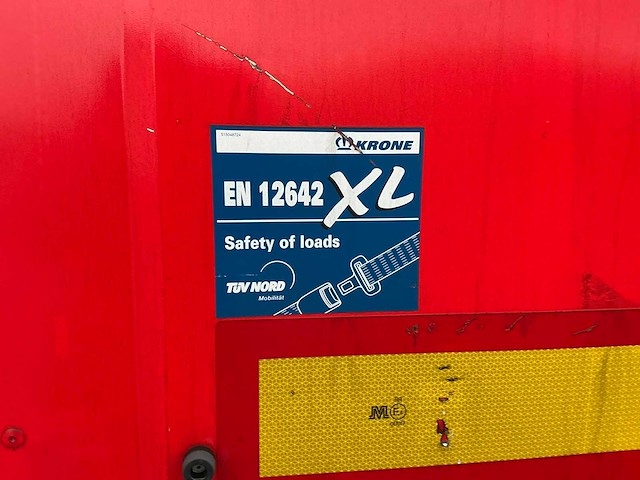 KRONE
EN 12642 XL
Safety of loads
TÜV NORD
Mobilität